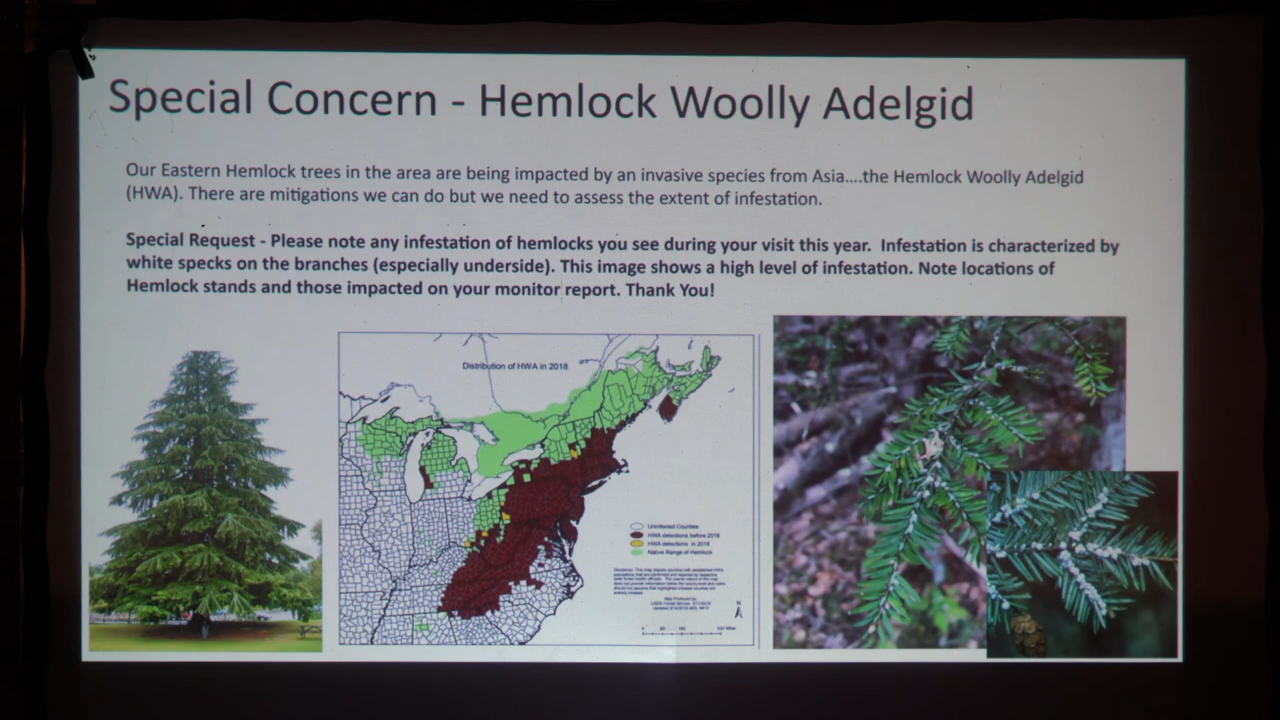 Special Concern - Hemlock Woolly Adelgid
Our Eastern Hemlock trees in the area are being impacted by an invasive species from Asia....the Hemlock Woolly Adelgid
(HWA). There are mitigations we can do but we need to assess the extent of infestation.
Special Request - Please note any infestation of hemlocks you see during your visit this year. Infestation is characterized by
white specks on the branches (especially underside). This image shows a high level of infestation. Note locations of
Hemlock stands and those impacted on your monitor report. Thank You!
Distribution of HWA in 2018
Uninfested Counties
HWA detections before 2018
HWA detections in 2018
Native Range of Hemlock
N